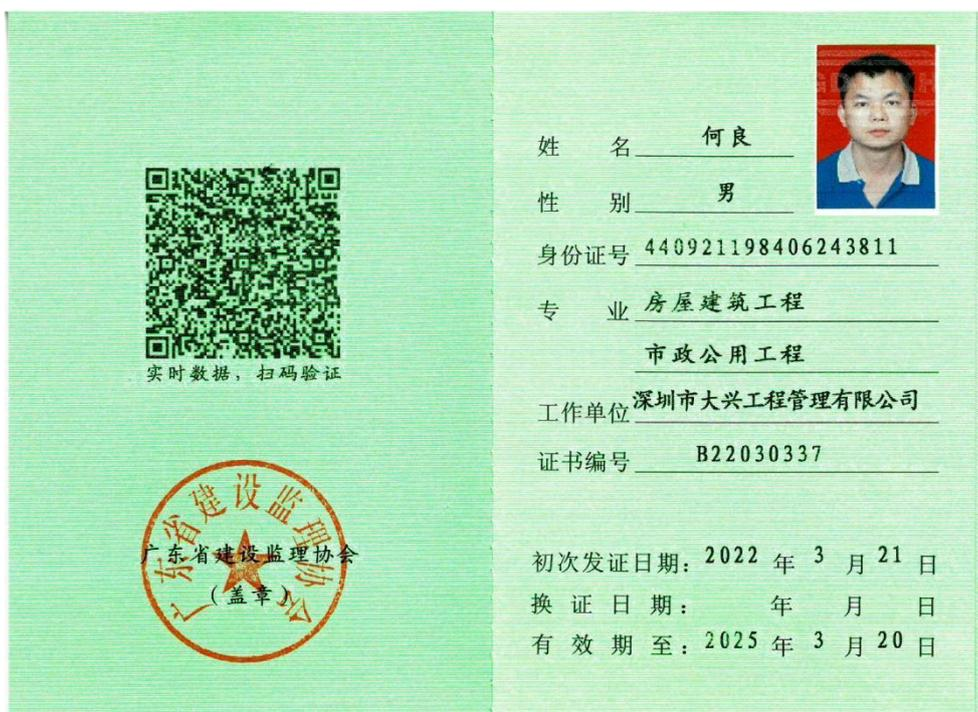 实时数据，扫码验证
广东省建设监理协会
广东省建设监理协会
（盖章）
姓 名 何良
性 别 男
身份证号 440921198406243811
专 业 房屋建筑工程
市政公用工程
工作单位 深圳市大兴工程管理有限公司
证书编号 B22030337
初次发证日期：2022 年 3 月 21 日
换 证 日 期： 年 月 日
有 效 期 至：2025 年 3 月 20 日